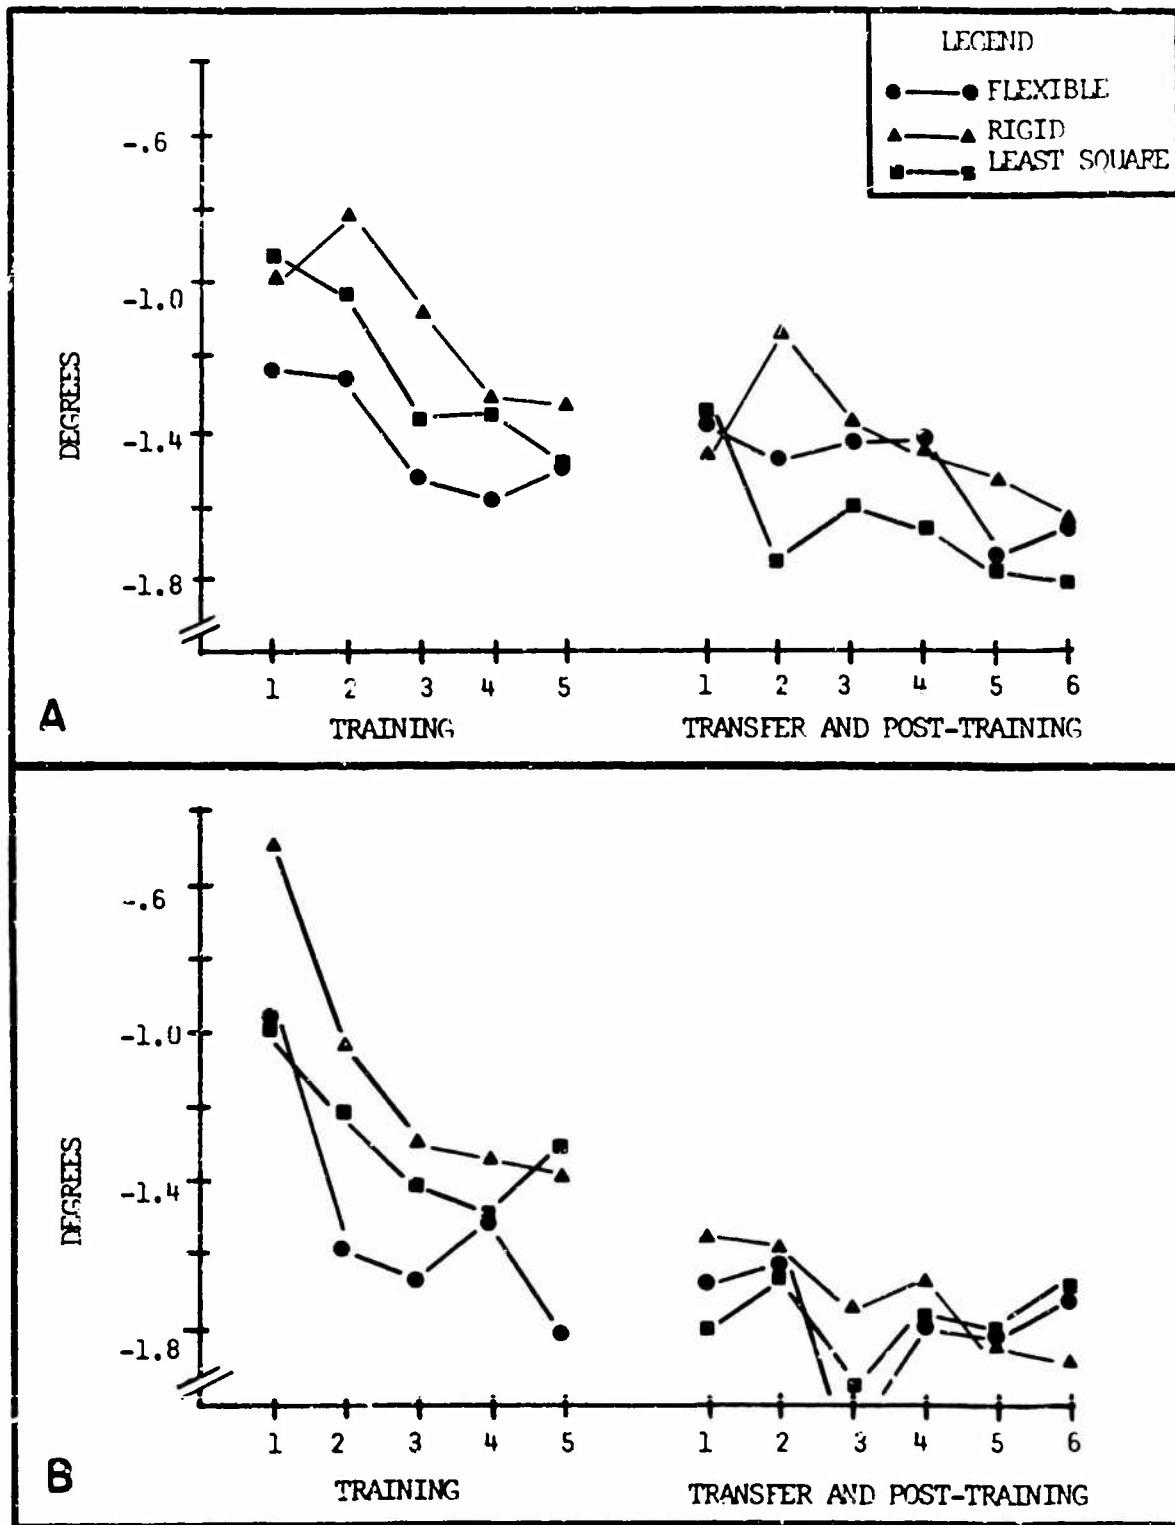 LEGEND
FLEXIBLE
RIGID
LEAST SQUARE
-.6
-1.0
-1.4
-1.8
DEGREES
1 2 3 4 5
1 2 3 4 5 6
TRAINING
TRANSFER AND POST-TRAINING
A
-.6
-1.0
-1.4
-1.8
DEGREES
1 2 3 4 5
1 2 3 4 5 6
TRAINING
TRANSFER AND POST-TRAINING
B